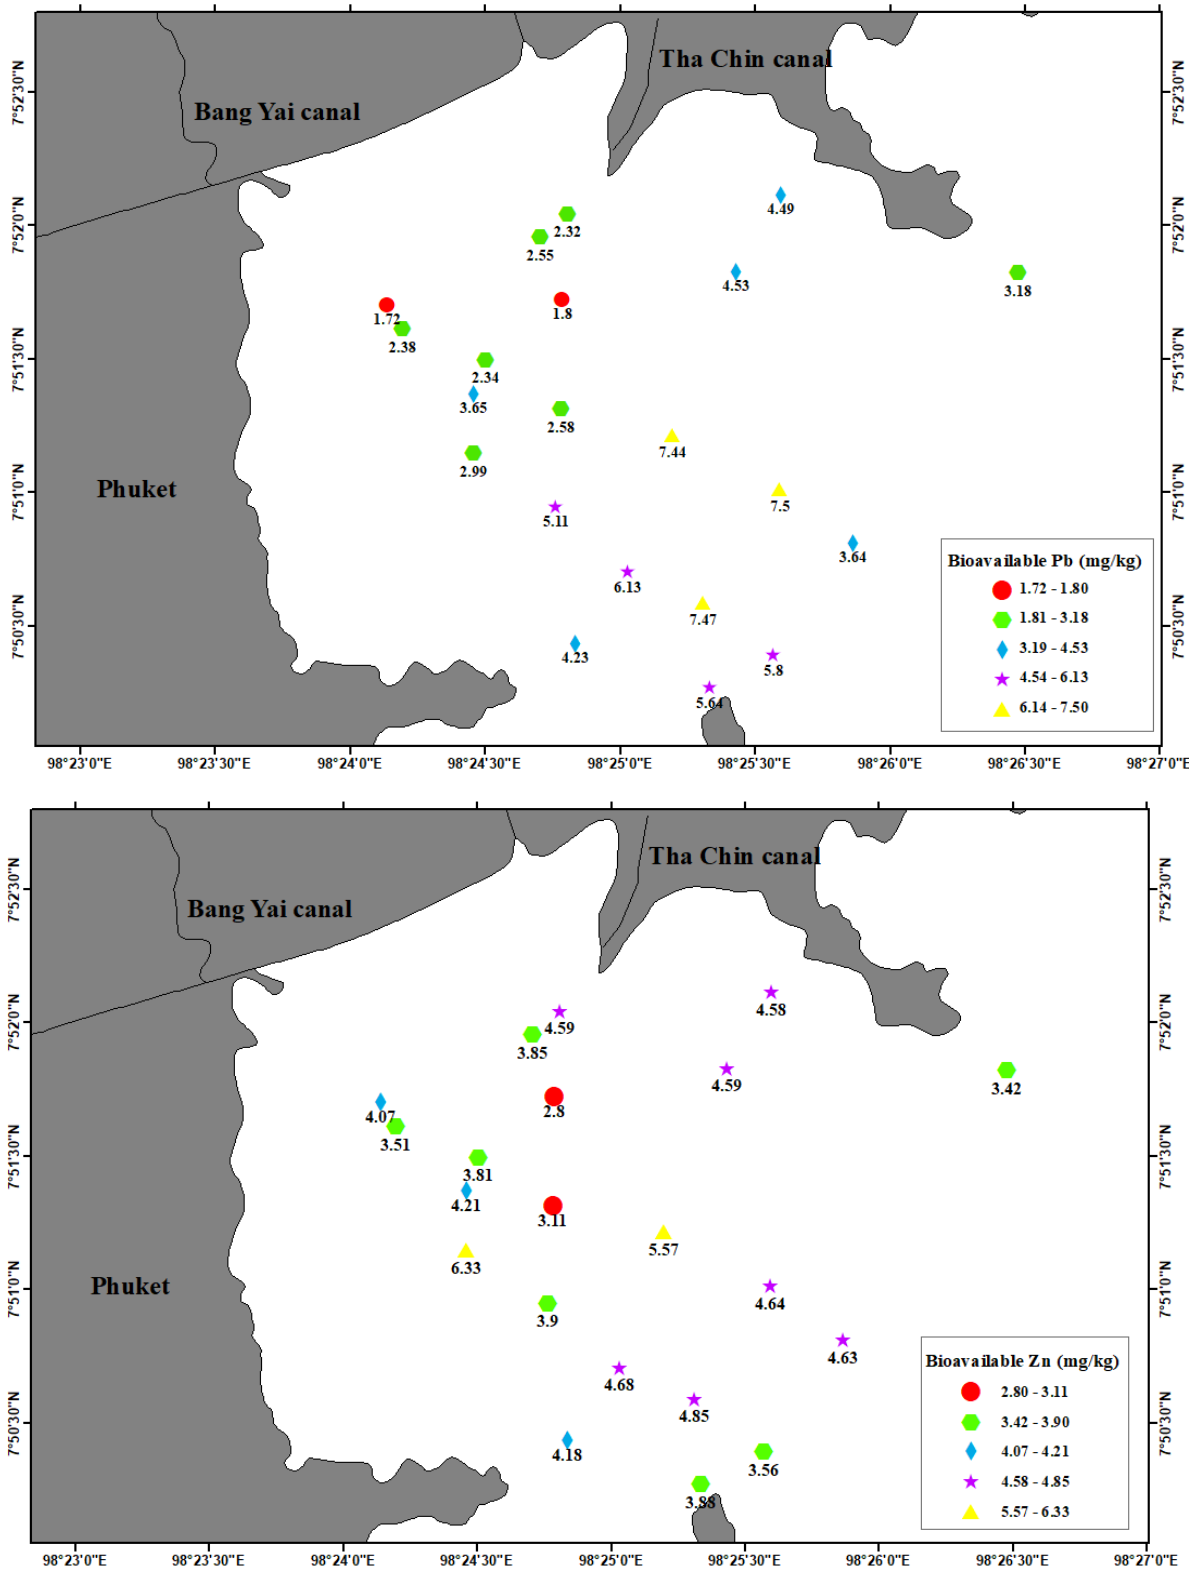 Tha Chin canal
Bang Yai canal
7°52'30"N
7°52'30"N
4.49
2.32
7°52'0"N
7°52'0"N
2.55
4.53
3.18
1.8
1.72
2.38
7°51'30"N
7°51'30"N
2.34
3.65
2.58
7.44
2.99
Phuket
7°51'0"N
7°51'0"N
7.5
5.11
3.64
Bioavailable Pb (mg/kg)
1.72 - 1.80
1.81 - 3.18
3.19 - 4.53
4.54 - 6.13
6.14 - 7.50
6.13
7.47
7°50'30"N
7°50'30"N
4.23
5.8
5.64
98°23'0"E 98°23'30"E 98°24'0"E 98°24'30"E 98°25'0"E 98°25'30"E 98°26'0"E 98°26'30"E 98°27'0"E
Tha Chin canal
Bang Yai canal
7°52'30"N
7°52'30"N
4.58
4.59
7°52'0"N
7°52'0"N
3.85
4.59
3.42
2.8
4.07
3.51
7°51'30"N
7°51'30"N
3.81
4.21
3.11
5.57
6.33
Phuket
7°51'0"N
7°51'0"N
4.64
3.9
4.63
Bioavailable Zn (mg/kg)
2.80 - 3.11
3.42 - 3.90
4.07 - 4.21
4.58 - 4.85
5.57 - 6.33
4.68
4.85
7°50'30"N
7°50'30"N
4.18
3.56
3.88
98°23'0"E 98°23'30"E 98°24'0"E 98°24'30"E 98°25'0"E 98°25'30"E 98°26'0"E 98°26'30"E 98°27'0"E